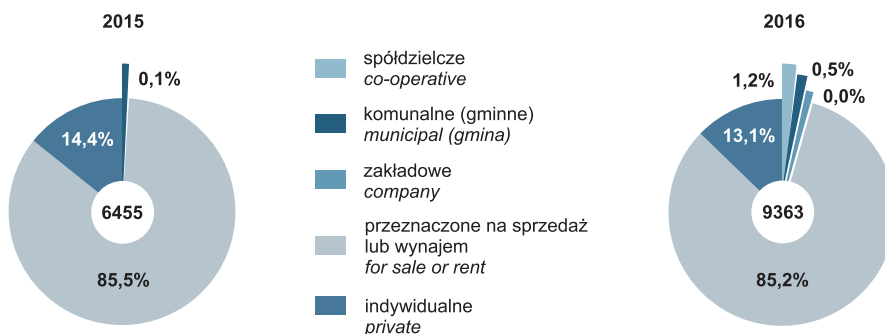 2015
0,1%
14,4%
6455
85,5%
spółdzielcze
co-operative
komunalne (gminne)
municipal (gmina)
zakładowe
company
przeznaczone na sprzedaż
lub wynajem
for sale or rent
indywidualne
private
2016
1,2%
0,5%
0,0%
13,1%
9363
85,2%